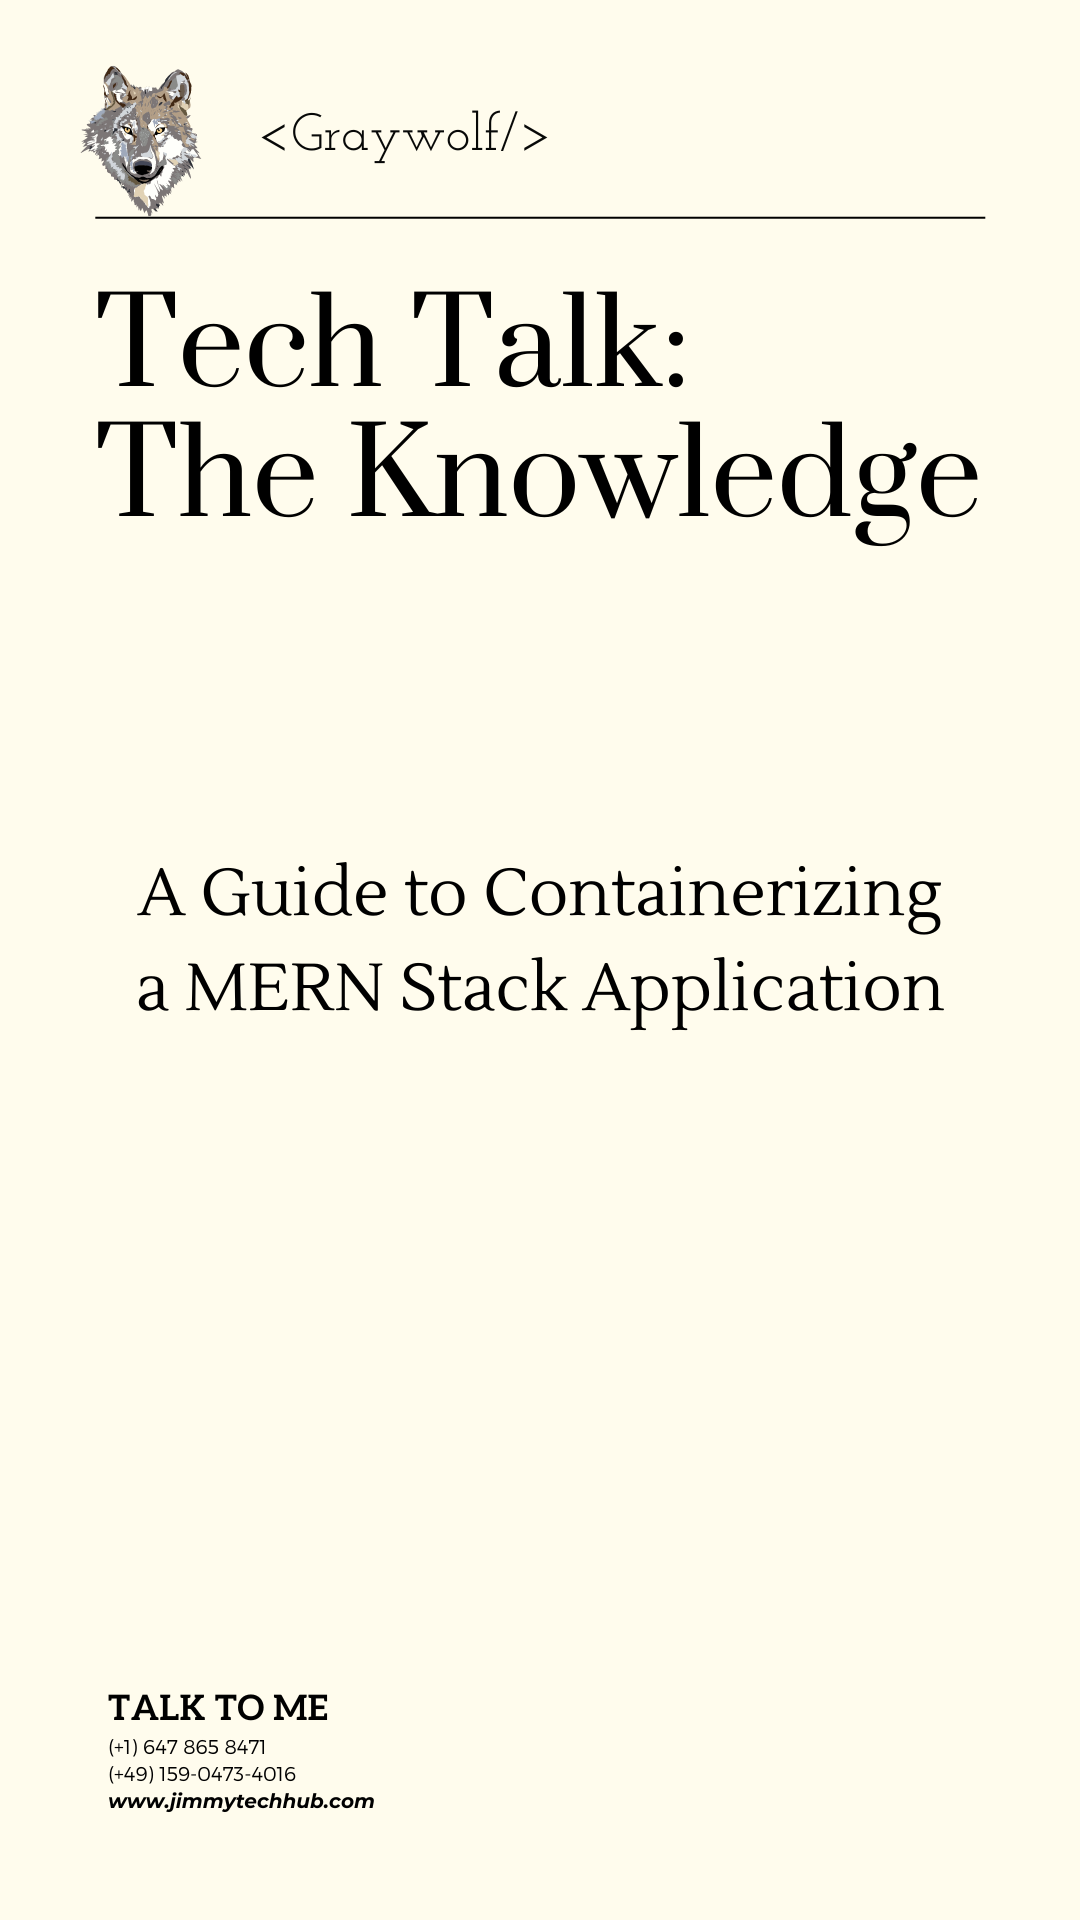 <Graywolf/>
Tech Talk:
The Knowledge
A Guide to Containerizing
a MERN Stack Application
TALK TO ME
(+1) 647 865 8471
(+49) 159-0473-4016
www.jimmytechhub.com